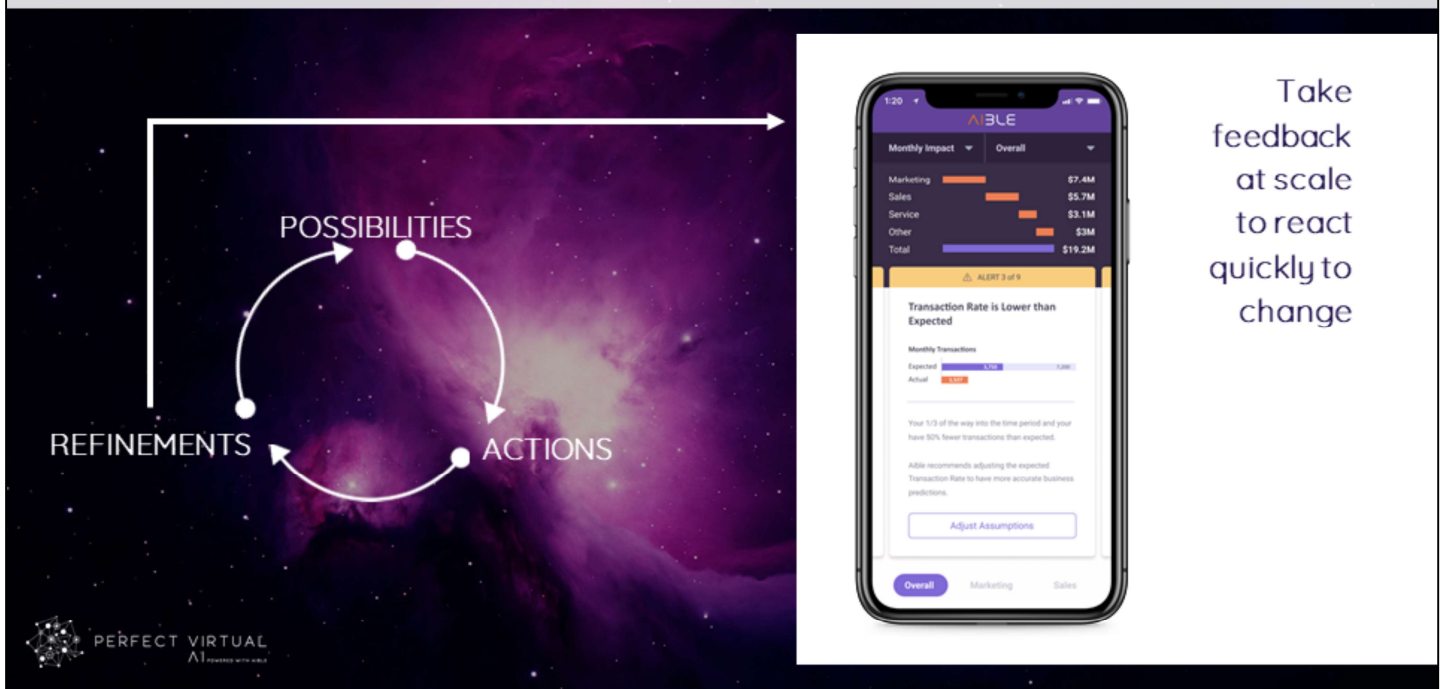 POSSIBILITIES
REFINEMENTS
ACTIONS
PERFECT VIRTUAL
AI POWERED WITH AIBLE
1:20
AIBLE
Monthly Impact Overall
Marketing $7.4M
Sales $5.7M
Service $3.1M
Other $3M
Total $19.2M
ALERT 3 of 9
Transaction Rate is Lower than
Expected
Monthly Transactions
Expected
Actual
Your 1/3 of the way into the time period and your
have 50% fewer transactions than expected.
Aible recommends adjusting the expected
Transaction Rate to have more accurate business
predictions.
Adjust Assumptions
Overall Marketing Sales
Take
feedback
at scale
to react
quickly to
change